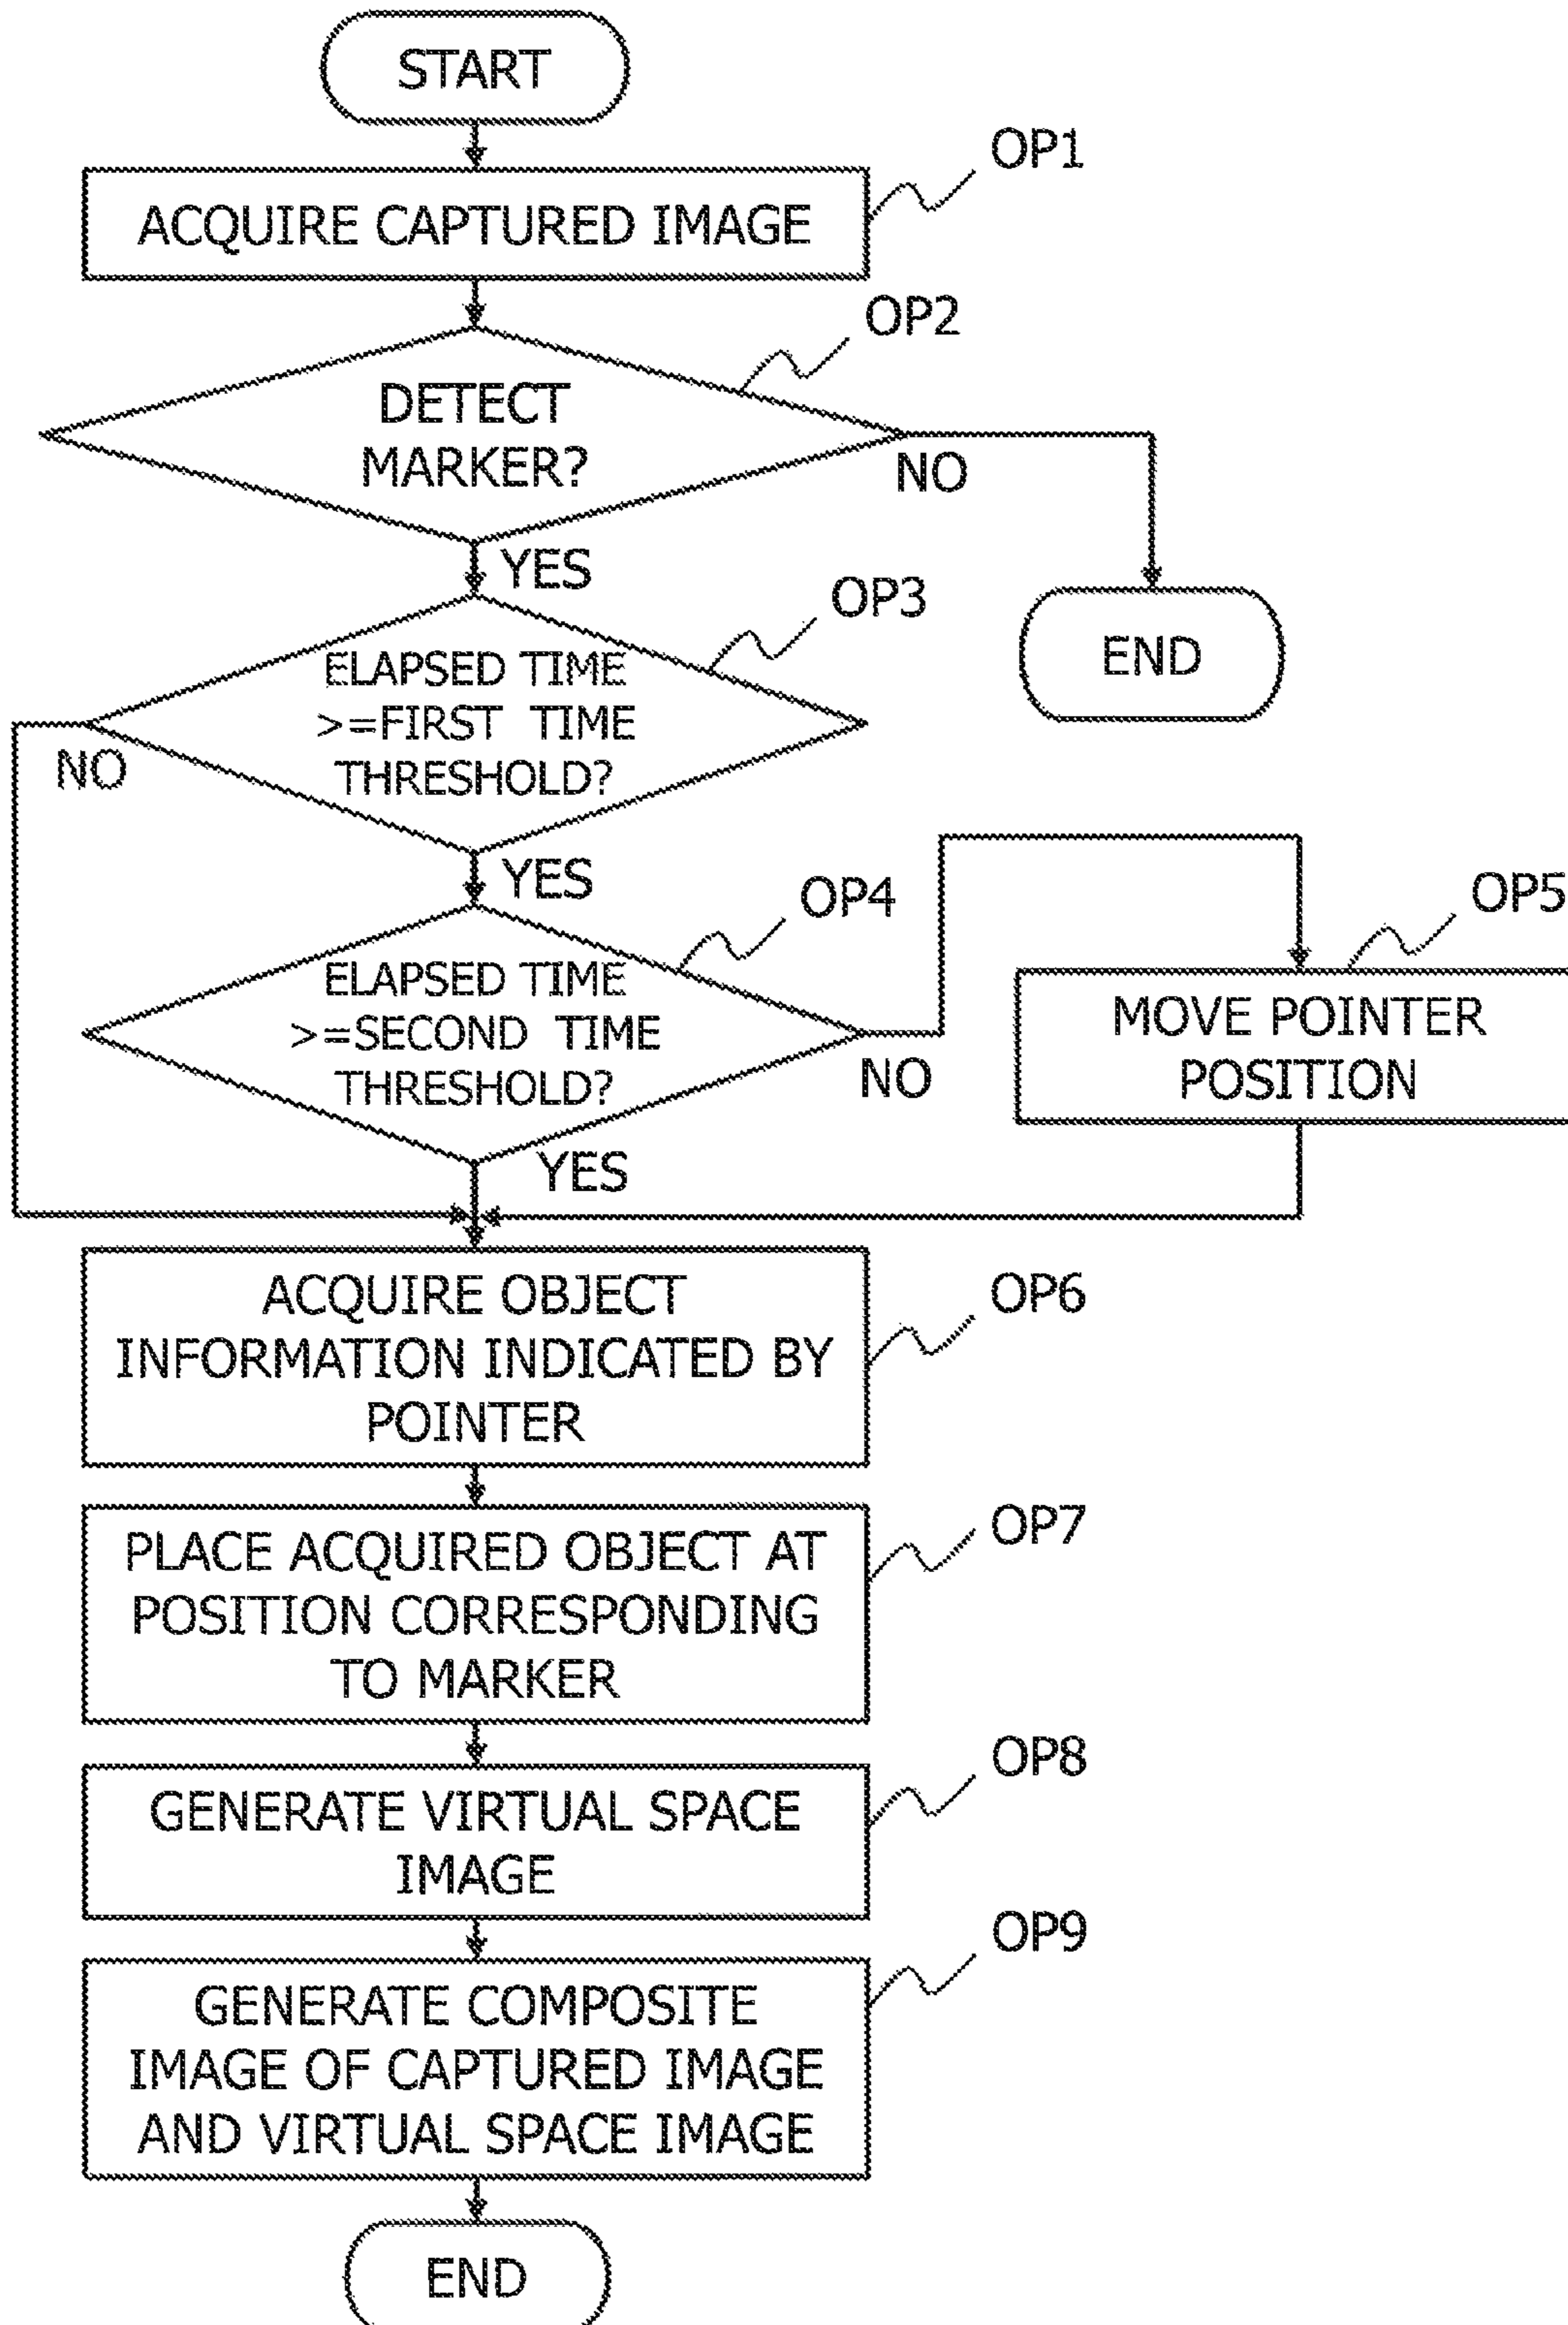 START
OP1
ACQUIRE CAPTURED IMAGE
OP2
DETECT
MARKER?
NO
YES
OP3
END
ELAPSED TIME
>=FIRST TIME
THRESHOLD?
NO
YES
OP4
OP5
ELAPSED TIME
>=SECOND TIME
THRESHOLD?
NO
MOVE POINTER
POSITION
YES
OP6
ACQUIRE OBJECT
INFORMATION INDICATED BY
POINTER
OP7
PLACE ACQUIRED OBJECT AT
POSITION CORRESPONDING
TO MARKER
OP8
GENERATE VIRTUAL SPACE
IMAGE
OP9
GENERATE COMPOSITE
IMAGE OF CAPTURED IMAGE
AND VIRTUAL SPACE IMAGE
END